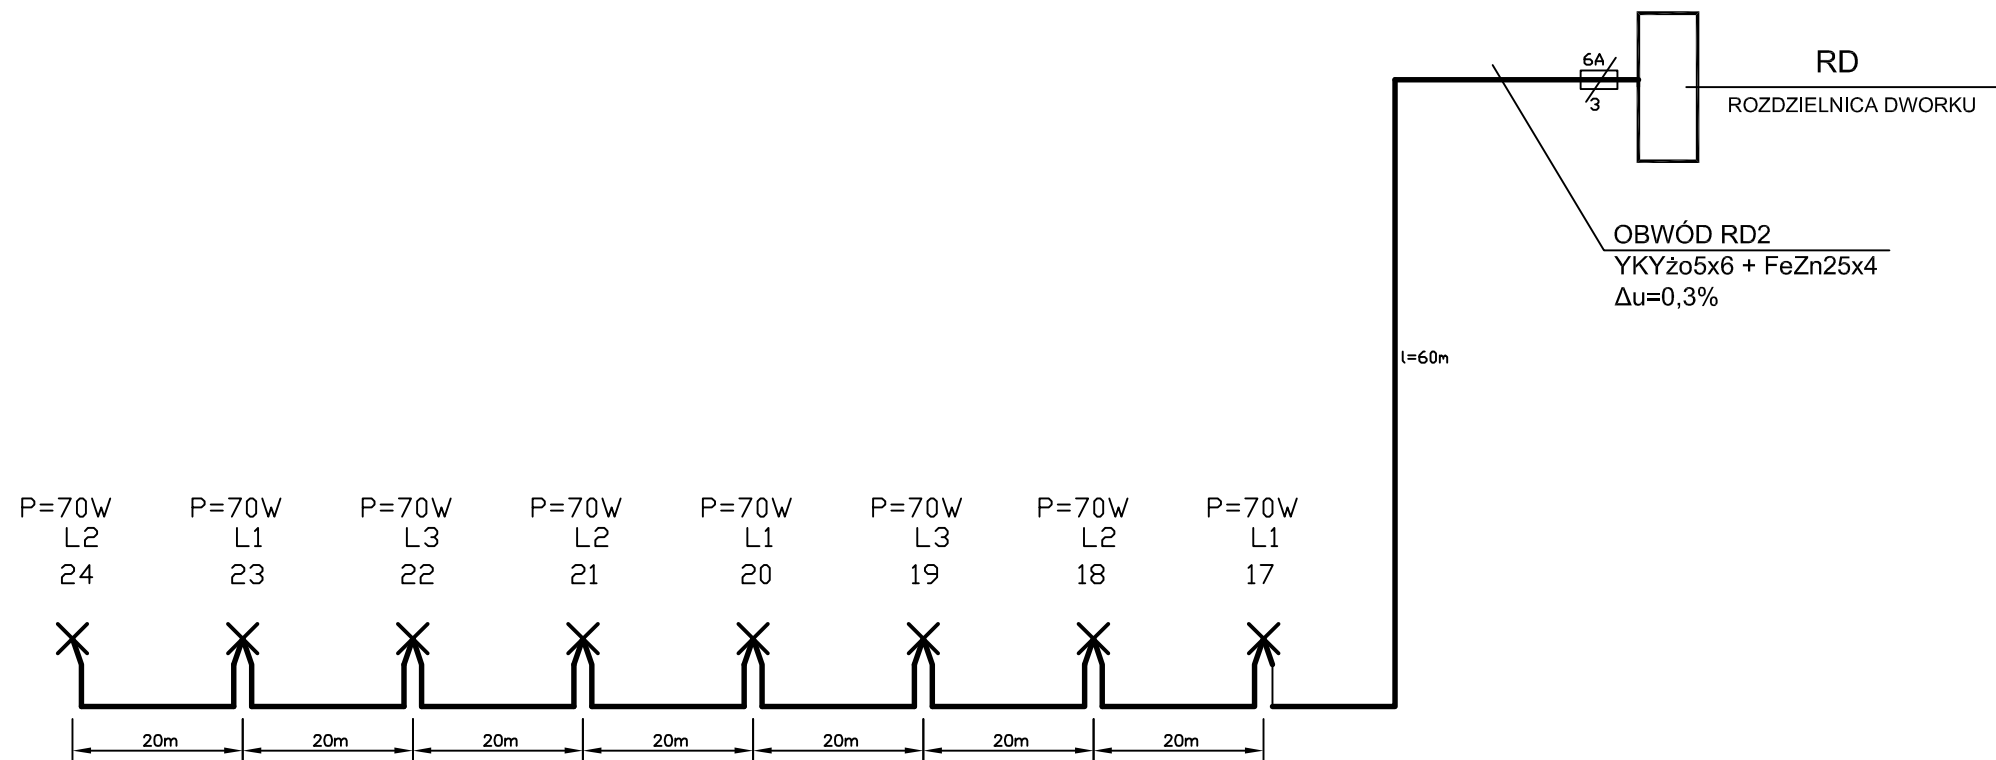 6A
3
RD
ROZDZIELNICA DWORKU
OBWÓD RD2
YKYżo5x6 + FeZn25x4
Δu=0,3%
l=60m
P=70W P=70W P=70W P=70W P=70W P=70W P=70W P=70W
L2 L1 L3 L2 L1 L3 L2 L1
24 23 22 21 20 19 18 17
20m 20m 20m 20m 20m 20m 20m